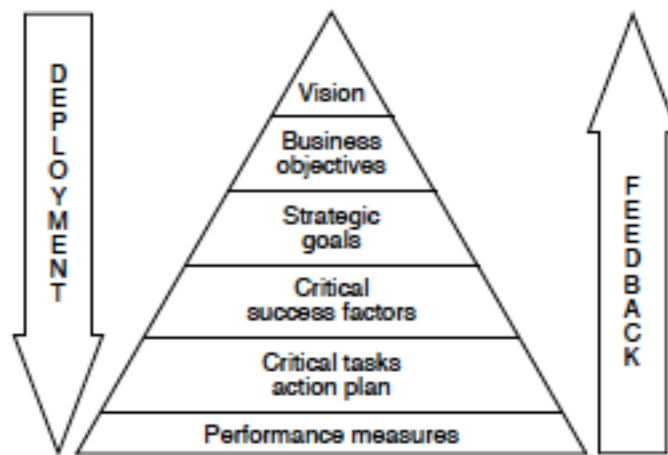 DEPLOYMENT
Vision
Business
objectives
Strategic
goals
Critical
success factors
Critical tasks
action plan
Performance measures
FEEDBACK